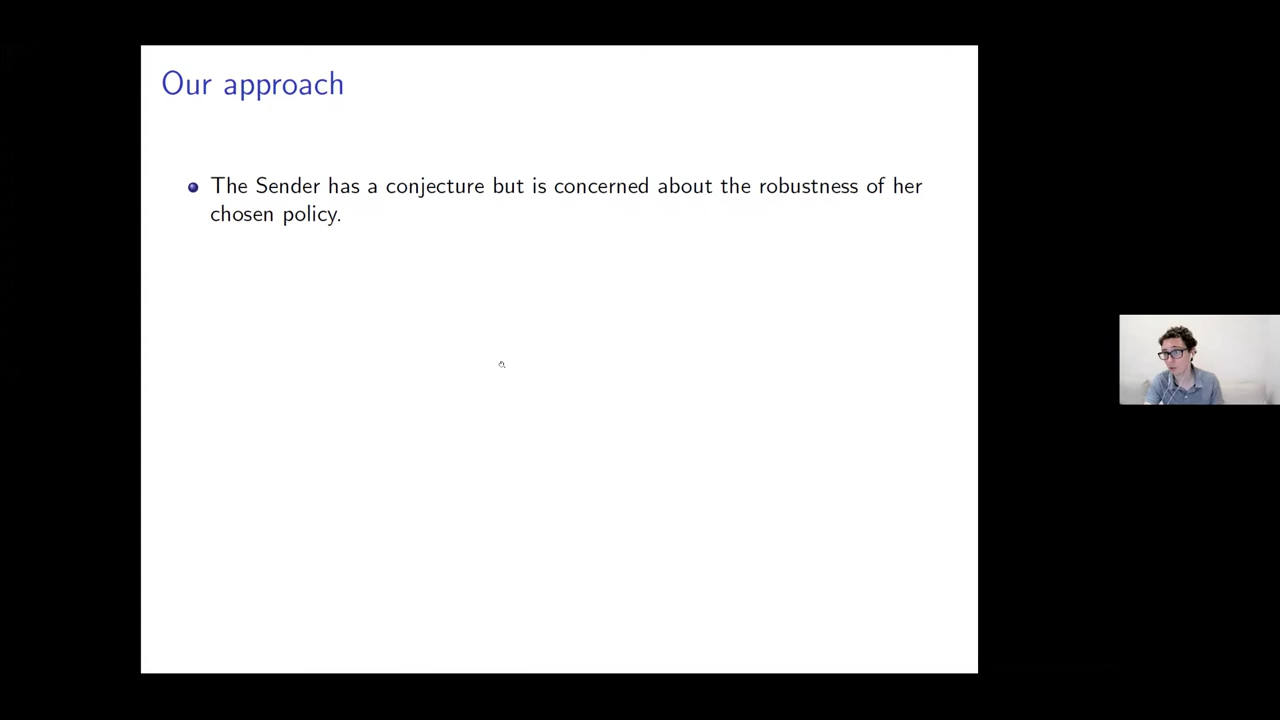 Our approach
The Sender has a conjecture but is concerned about the robustness of her
chosen policy.